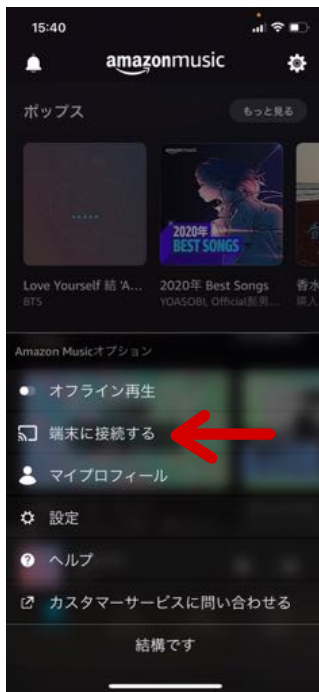 15:40
amazonmusic
ポップス
もっと見る
2020年
BEST SONGS
Love Yourself 結 'A...
2020年 Best Songs
香水
BTS
YOASOBI, Official髭男...
瑛人
Amazon Musicオプション
オフライン再生
端末に接続する
マイプロフィール
設定
ヘルプ
カスタマーサービスに問い合わせる
結構です